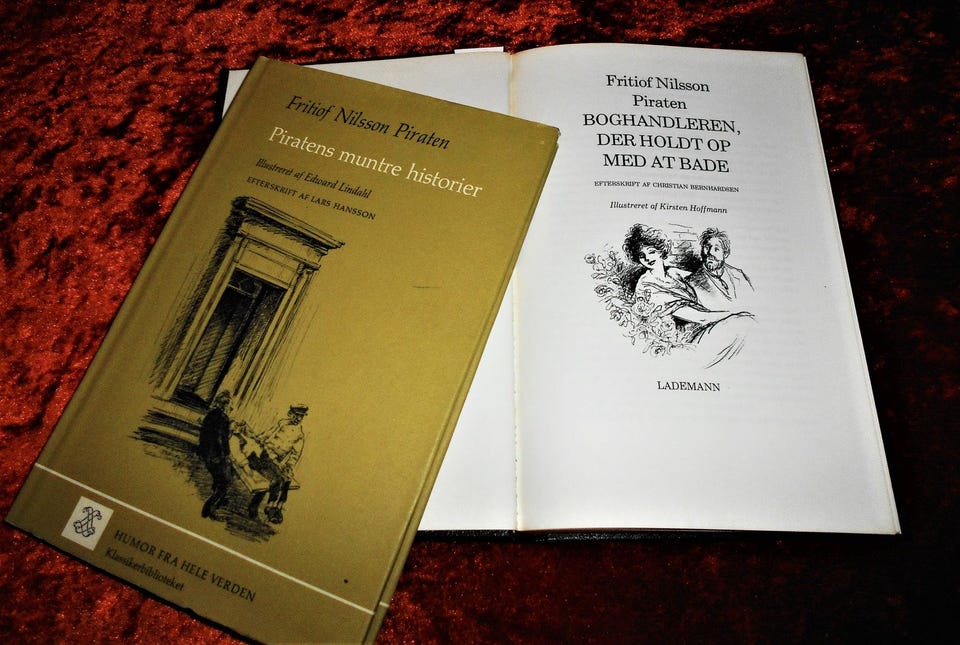 Fritiof Nilsson Piraten
Piratens muntre historier
Illustreret af Edward Lindahl
EFTERSKRIFT AF LARS HANSSON
HUMOR FRA HELE VERDEN
Klassikerbiblioteket
Fritiof Nilsson
Piraten
BOGHANDLEREN,
DER HOLDT OP
MED AT BADE
EFTERSKRIFT AF CHRISTIAN BERNHARDSEN
Illustreret af Kirsten Hoffmann
LADEMANN